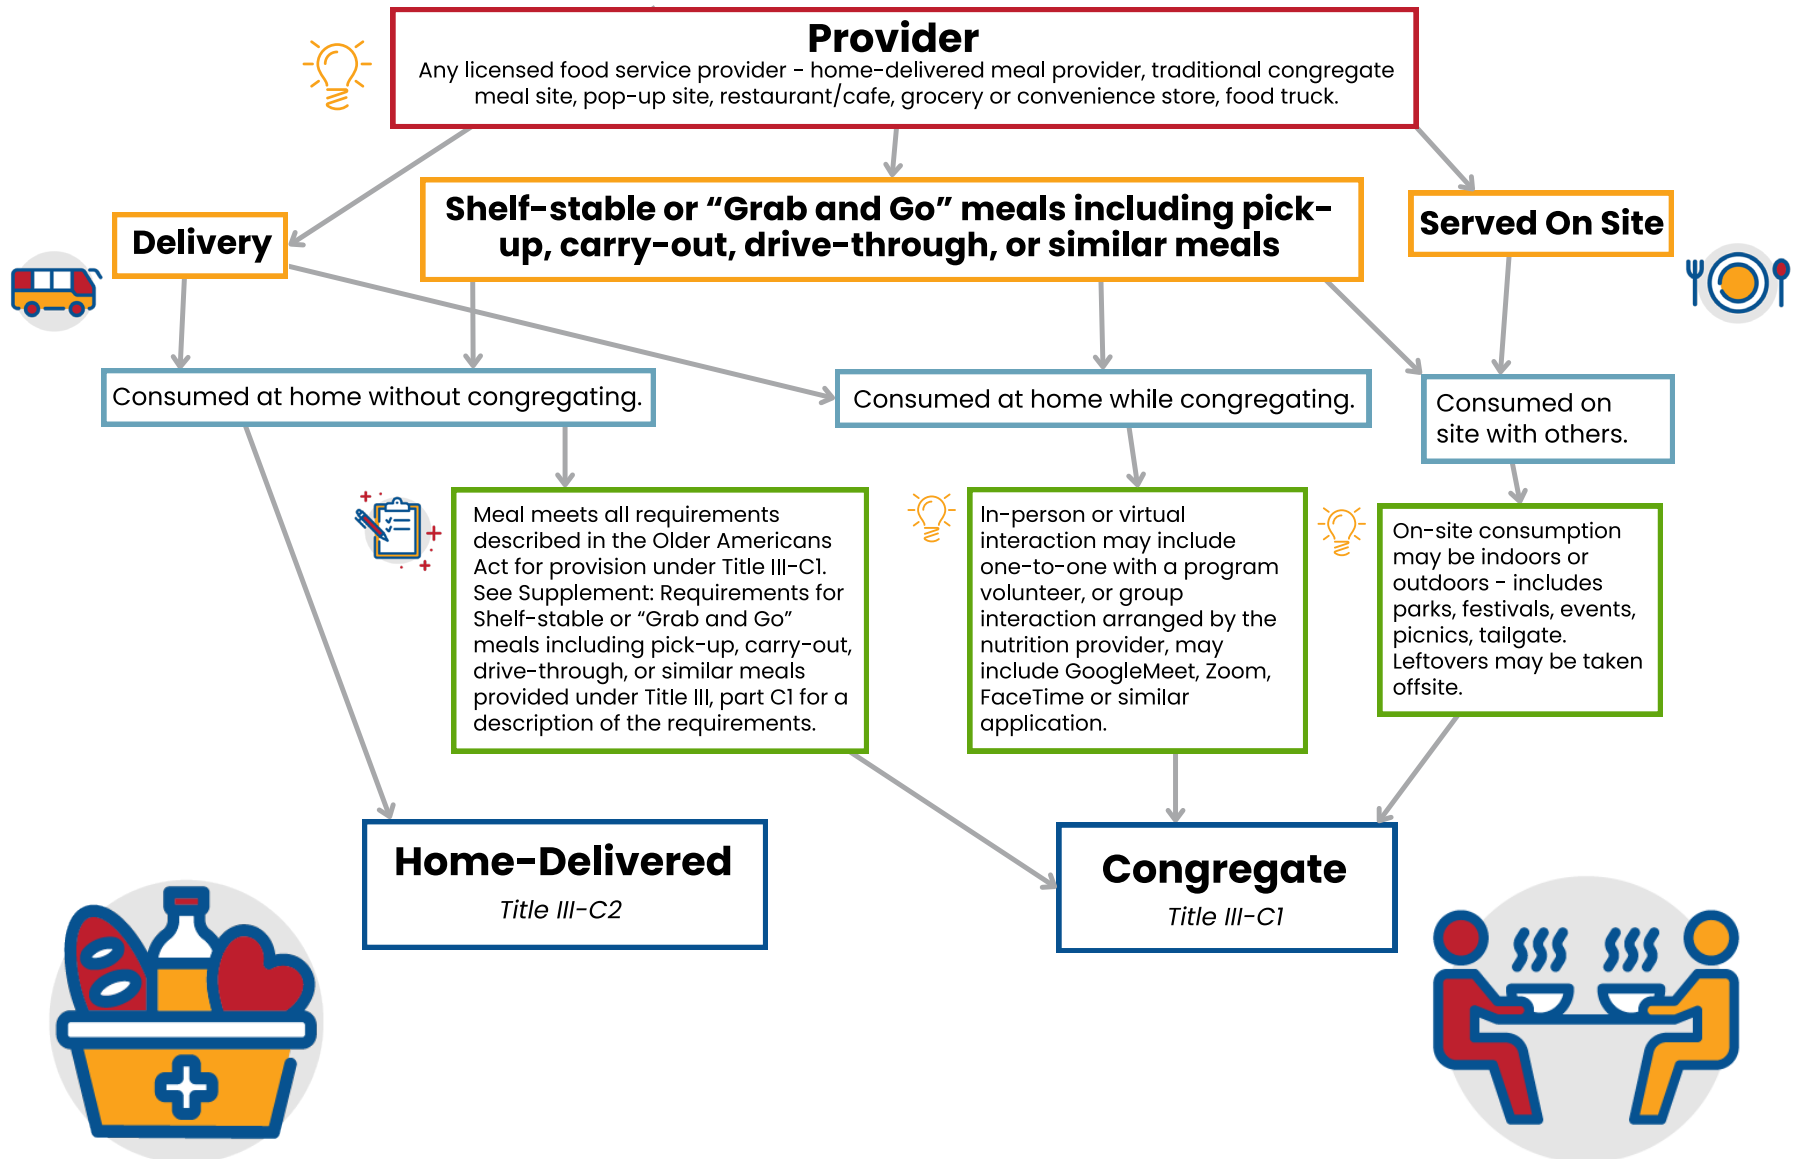 Provider
Any licensed food service provider - home-delivered meal provider, traditional congregate
meal site, pop-up site, restaurant/cafe, grocery or convenience store, food truck.
Delivery
Shelf-stable or “Grab and Go” meals including pick-
up, carry-out, drive-through, or similar meals
Served On Site
Consumed at home without congregating.
Consumed at home while congregating.
Consumed on
site with others.
Meal meets all requirements
described in the Older Americans
Act for provision under Title III-C1.
See Supplement: Requirements for
Shelf-stable or “Grab and Go”
meals including pick-up, carry-out,
drive-through, or similar meals
provided under Title III, part C1 for a
description of the requirements.
In-person or virtual
interaction may include
one-to-one with a program
volunteer, or group
interaction arranged by the
nutrition provider, may
include GoogleMeet, Zoom,
FaceTime or similar
application.
On-site consumption
may be indoors or
outdoors - includes
parks, festivals, events,
picnics, tailgate.
Leftovers may be taken
offsite.
Home-Delivered
Title III-C2
Congregate
Title III-C1